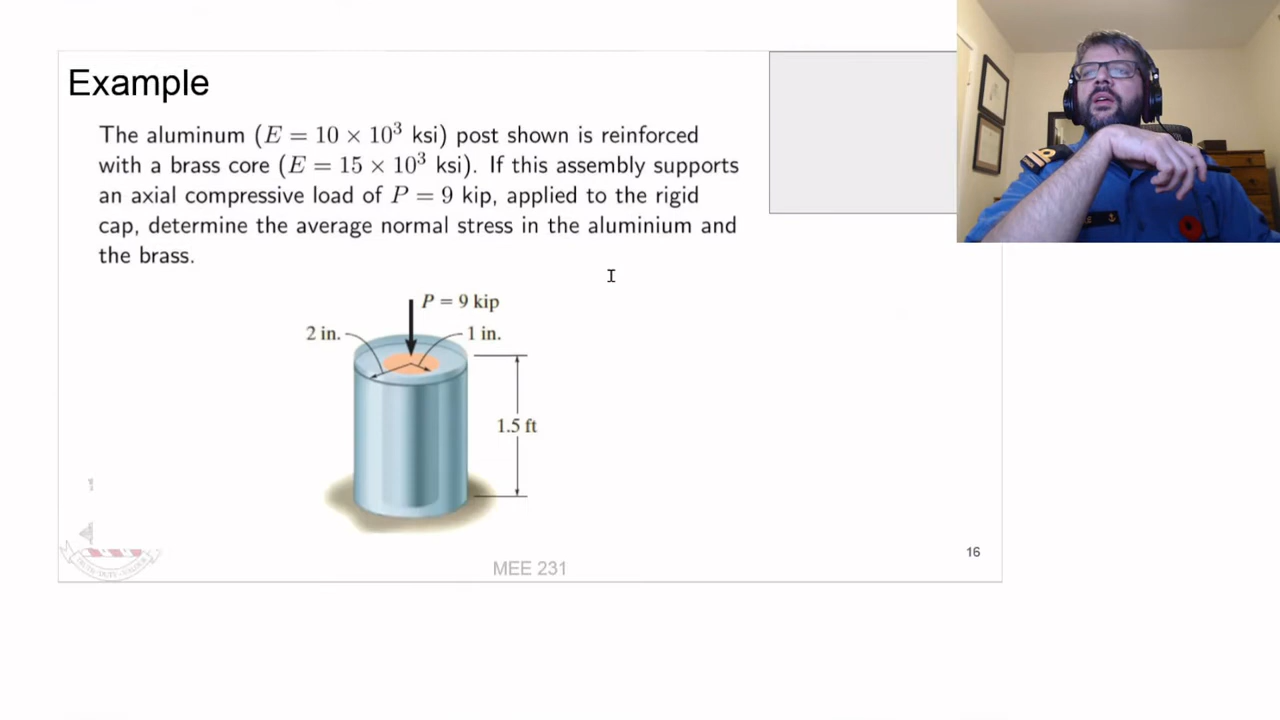 Example
The aluminum (E = 10 × 10³ ksi) post shown is reinforced
with a brass core (E = 15 × 10³ ksi). If this assembly supports
an axial compressive load of P = 9 kip, applied to the rigid
cap, determine the average normal stress in the aluminium and
the brass.
P = 9 kip
2 in.
1 in.
1.5 ft
16
MEE 231